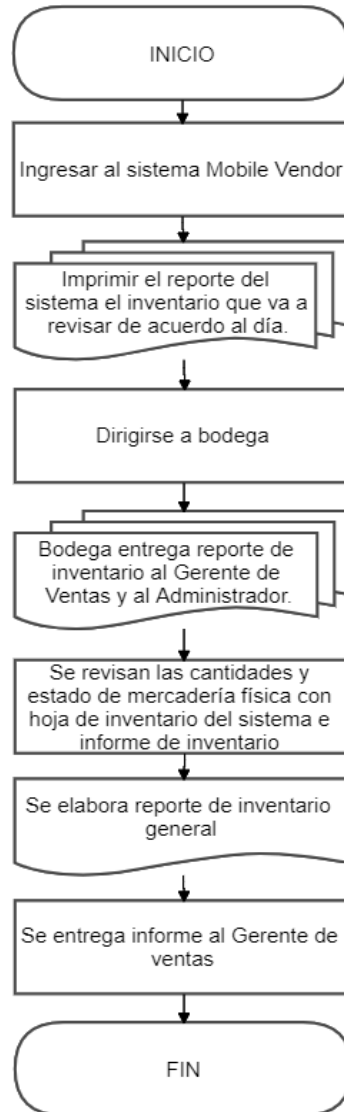 INICIO
Ingresar al sistema Mobile Vendor
Imprimir el reporte del
sistema el inventario que va a
revisar de acuerdo al día.
Dirigirse a bodega
Bodega entrega reporte de
inventario al Gerente de
Ventas y al Administrador.
Se revisan las cantidades y
estado de mercadería física con
hoja de inventario del sistema e
informe de inventario
Se elabora reporte de inventario
general
Se entrega informe al Gerente de
ventas
FIN